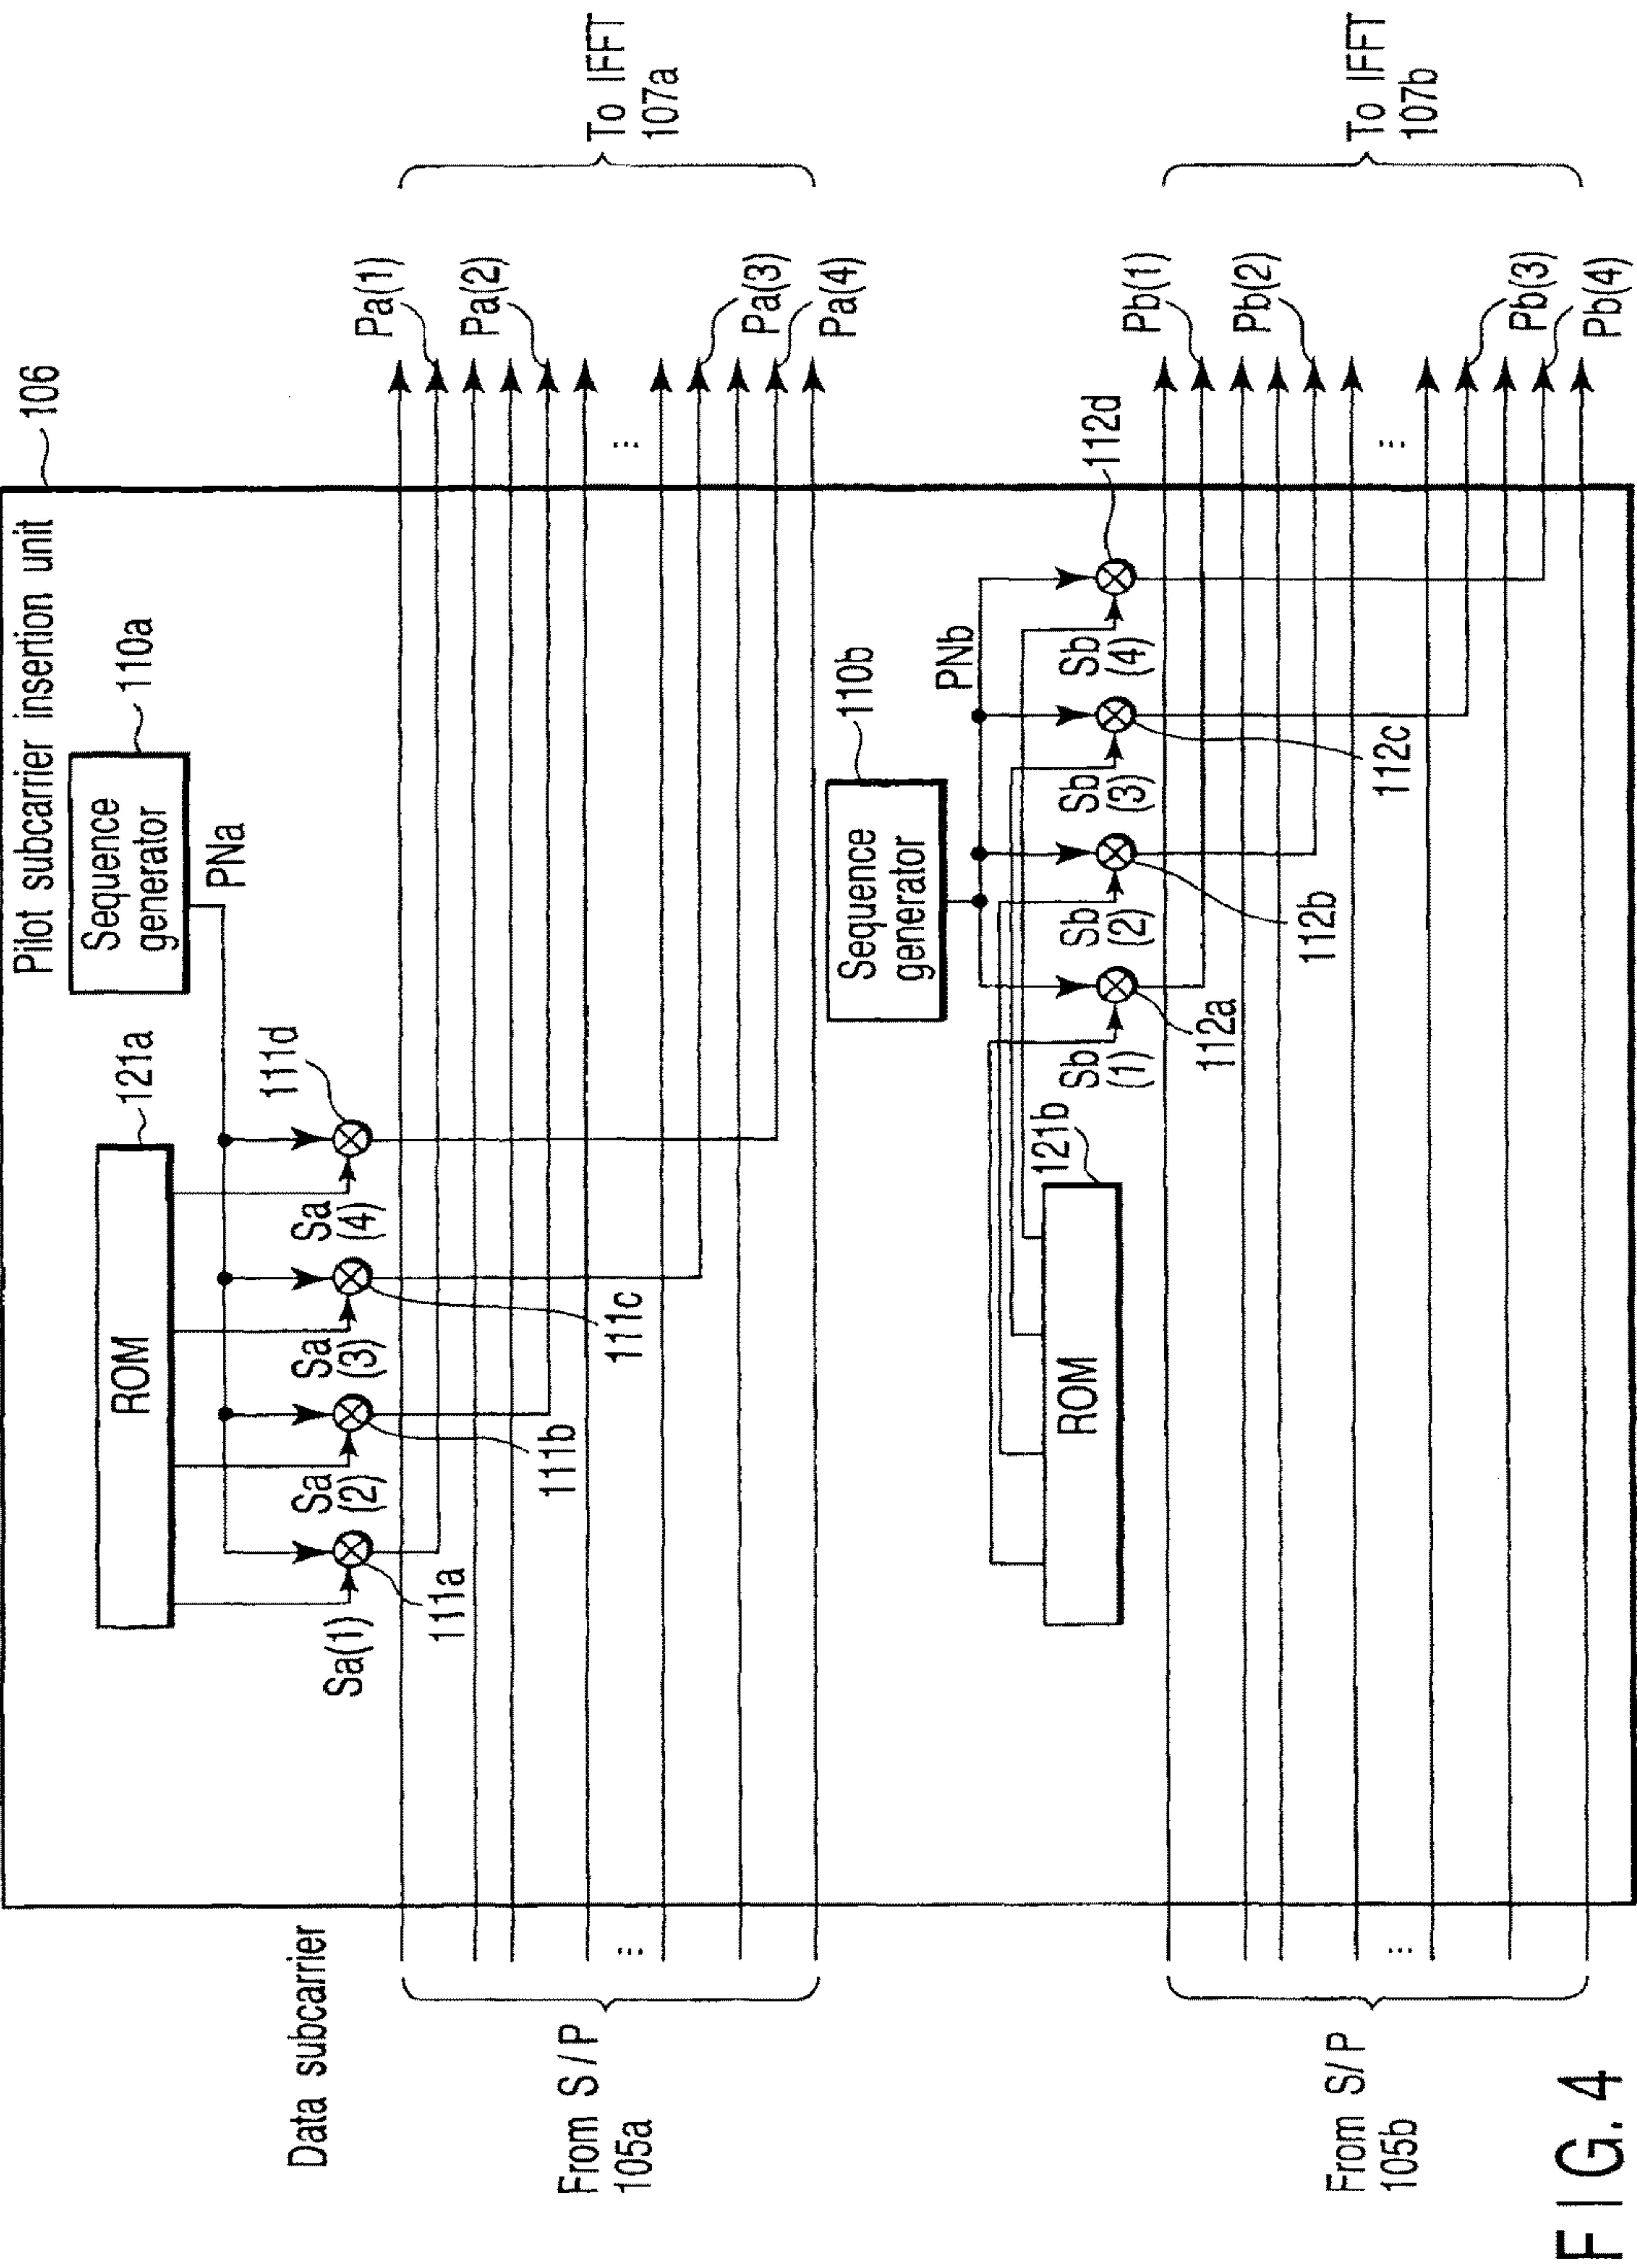 Pilot subcarrier insertion unit
106
Sequence
generator
110a
PNa
ROM
121a
111d
Sa
(4)
Sa
(3)
Sa
(2)
Sa(1)
111a
111b
111c
Data subcarrier
From S/P
105a
⋮
⋮
Pa(1)
Pa(2)
Pa(3)
Pa(4)
To IFFT
107a
Sequence
generator
110b
PNb
ROM
121b
Sb
(1)
Sb
(2)
Sb
(3)
Sb
(4)
112a
112b
112c
112d
From S/P
105b
⋮
⋮
Pb(1)
Pb(2)
Pb(3)
Pb(4)
To IFFT
107b
FIG. 4